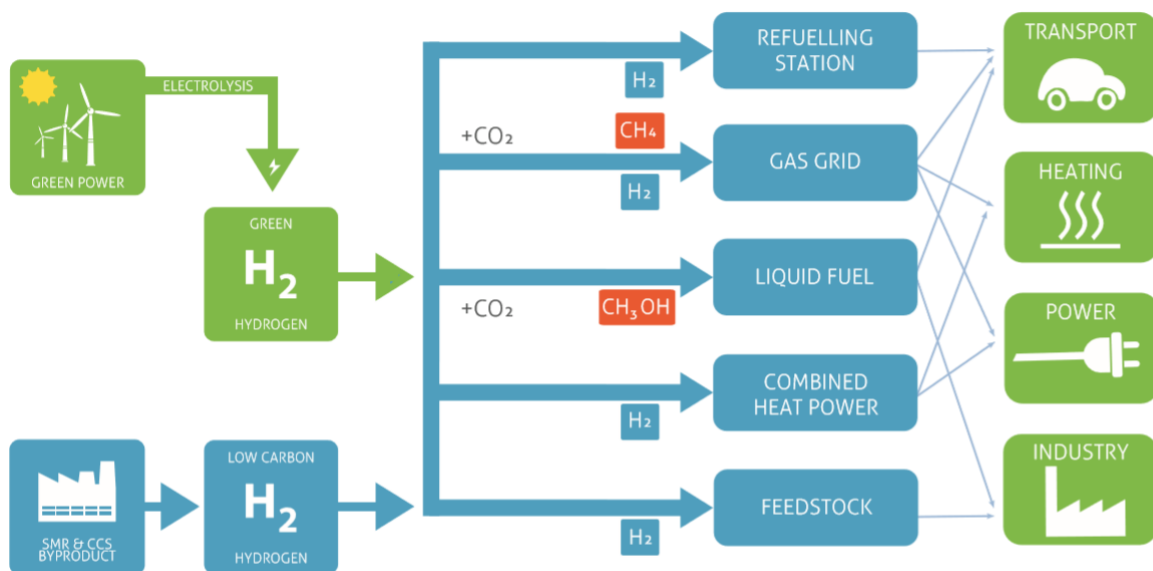 GREEN POWER
ELECTROLYSIS
GREEN
H₂
HYDROGEN
SMR & CCS
BYPRODUCT
LOW CARBON
H₂
HYDROGEN
H₂
+CO₂
CH₄
H₂
+CO₂
CH₃OH
H₂
H₂
REFUELLING
STATION
GAS GRID
LIQUID FUEL
COMBINED
HEAT POWER
FEEDSTOCK
TRANSPORT
HEATING
POWER
INDUSTRY